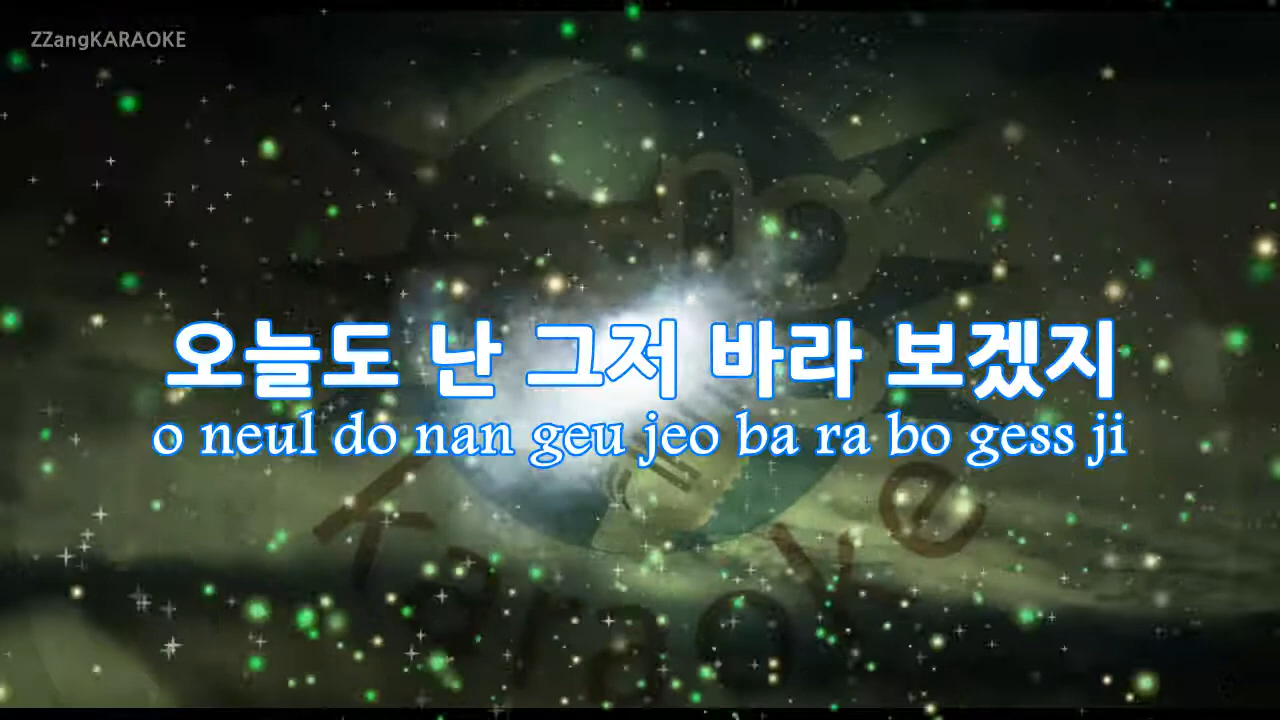 ZZangKARAOKE
오늘도 난 그저 바라 보겠지
o neul do nan geu jeo ba ra bo gess ji
Karaoke